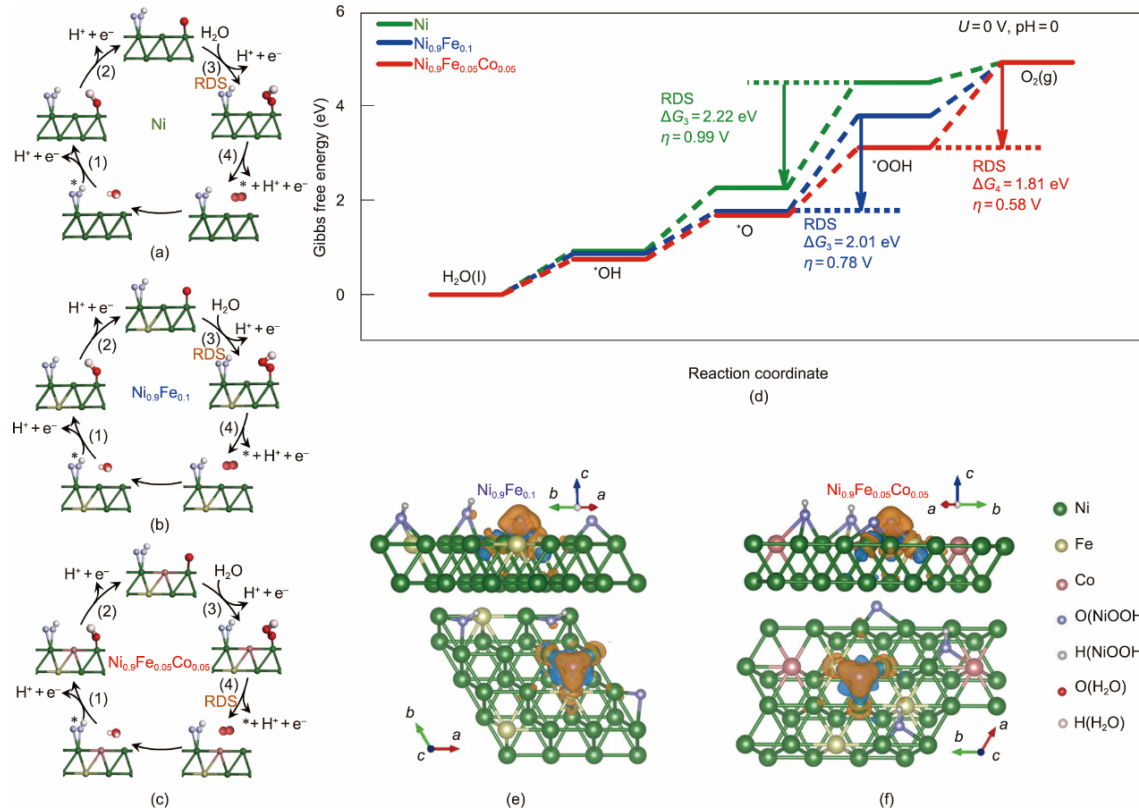 H⁺ + e⁻
(2)
H₂O
(3)
H⁺ + e⁻
RDS
Ni
H⁺ + e⁻
(1)
(4)
*
* + H⁺ + e⁻
(a)
H⁺ + e⁻
(2)
H₂O
(3)
H⁺ + e⁻
RDS
Ni₀.₉Fe₀.₁
H⁺ + e⁻
(1)
(4)
*
* + H⁺ + e⁻
(b)
H⁺ + e⁻
(2)
H₂O
(3)
H⁺ + e⁻
Ni₀.₉Fe₀.₀₅Co₀.₀₅
H⁺ + e⁻
(1)
(4)
RDS
*
* + H⁺ + e⁻
(c)
Gibbs free energy (eV)
6
4
2
0
Ni
Ni₀.₉Fe₀.₁
Ni₀.₉Fe₀.₀₅Co₀.₀₅
U = 0 V, pH = 0
RDS
ΔG₃ = 2.22 eV
η = 0.99 V
O₂(g)
*OOH
RDS
ΔG₄ = 1.81 eV
η = 0.58 V
*O
RDS
ΔG₃ = 2.01 eV
η = 0.78 V
H₂O(l)
*OH
Reaction coordinate
(d)
Ni₀.₉Fe₀.₁
c
b
a
b
c
a
(e)
Ni₀.₉Fe₀.₀₅Co₀.₀₅
c
a
b
a
b
c
(f)
Ni
Fe
Co
O(NiOOH
H(NiOOH
O(H₂O)
H(H₂O)